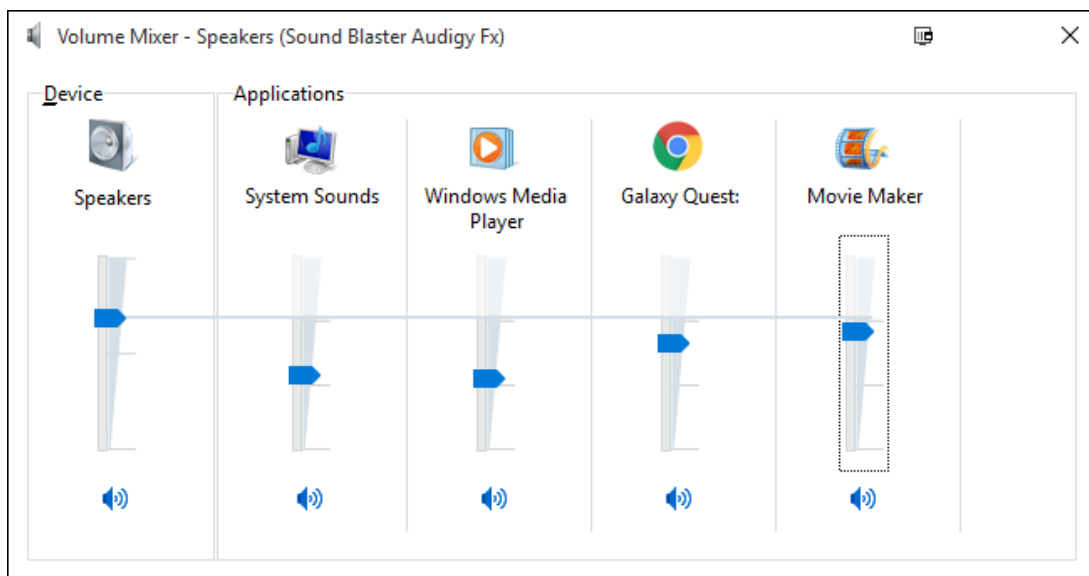 Volume Mixer - Speakers (Sound Blaster Audigy Fx)
Device
Applications
Speakers
System Sounds
Windows Media
Player
Galaxy Quest:
Movie Maker